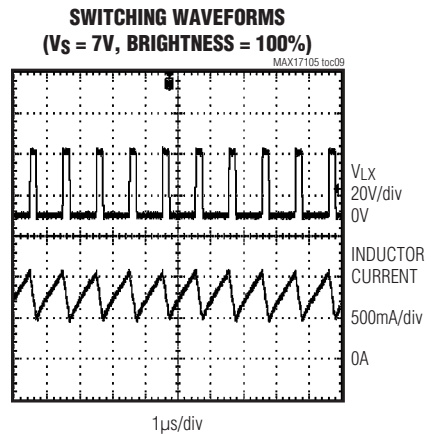 SWITCHING WAVEFORMS
(VS = 7V, BRIGHTNESS = 100%)
MAX17105 toc09
VLX
20V/div
0V
INDUCTOR
CURRENT
500mA/div
0A
1µs/div